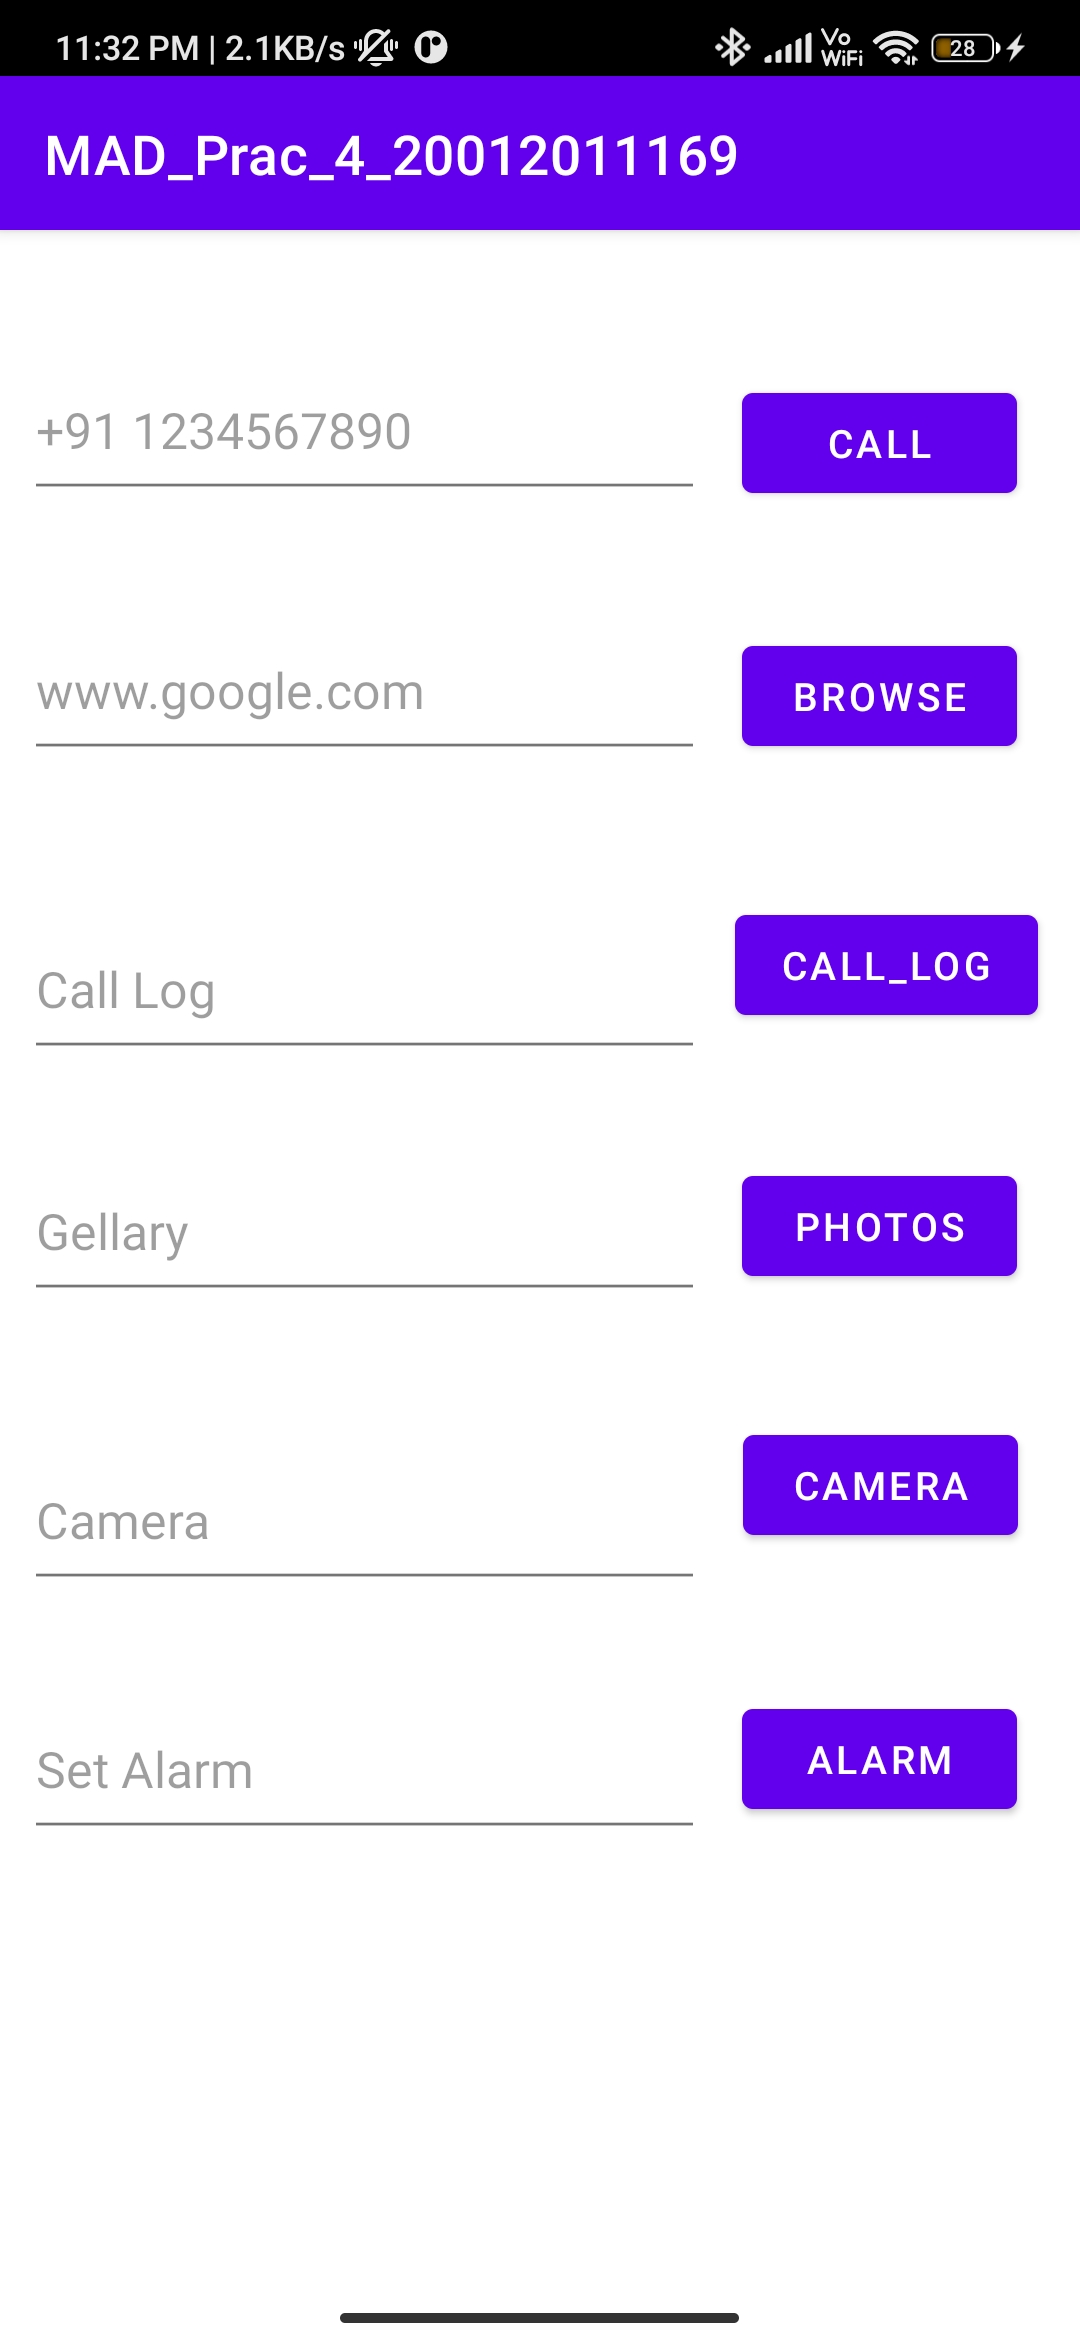 11:32 PM | 2.1KB/s Vo WiFi 28
MAD_Prac_4_20012011169
+91 1234567890 CALL
www.google.com BROWSE
Call Log CALL_LOG
Gellary PHOTOS
Camera CAMERA
Set Alarm ALARM